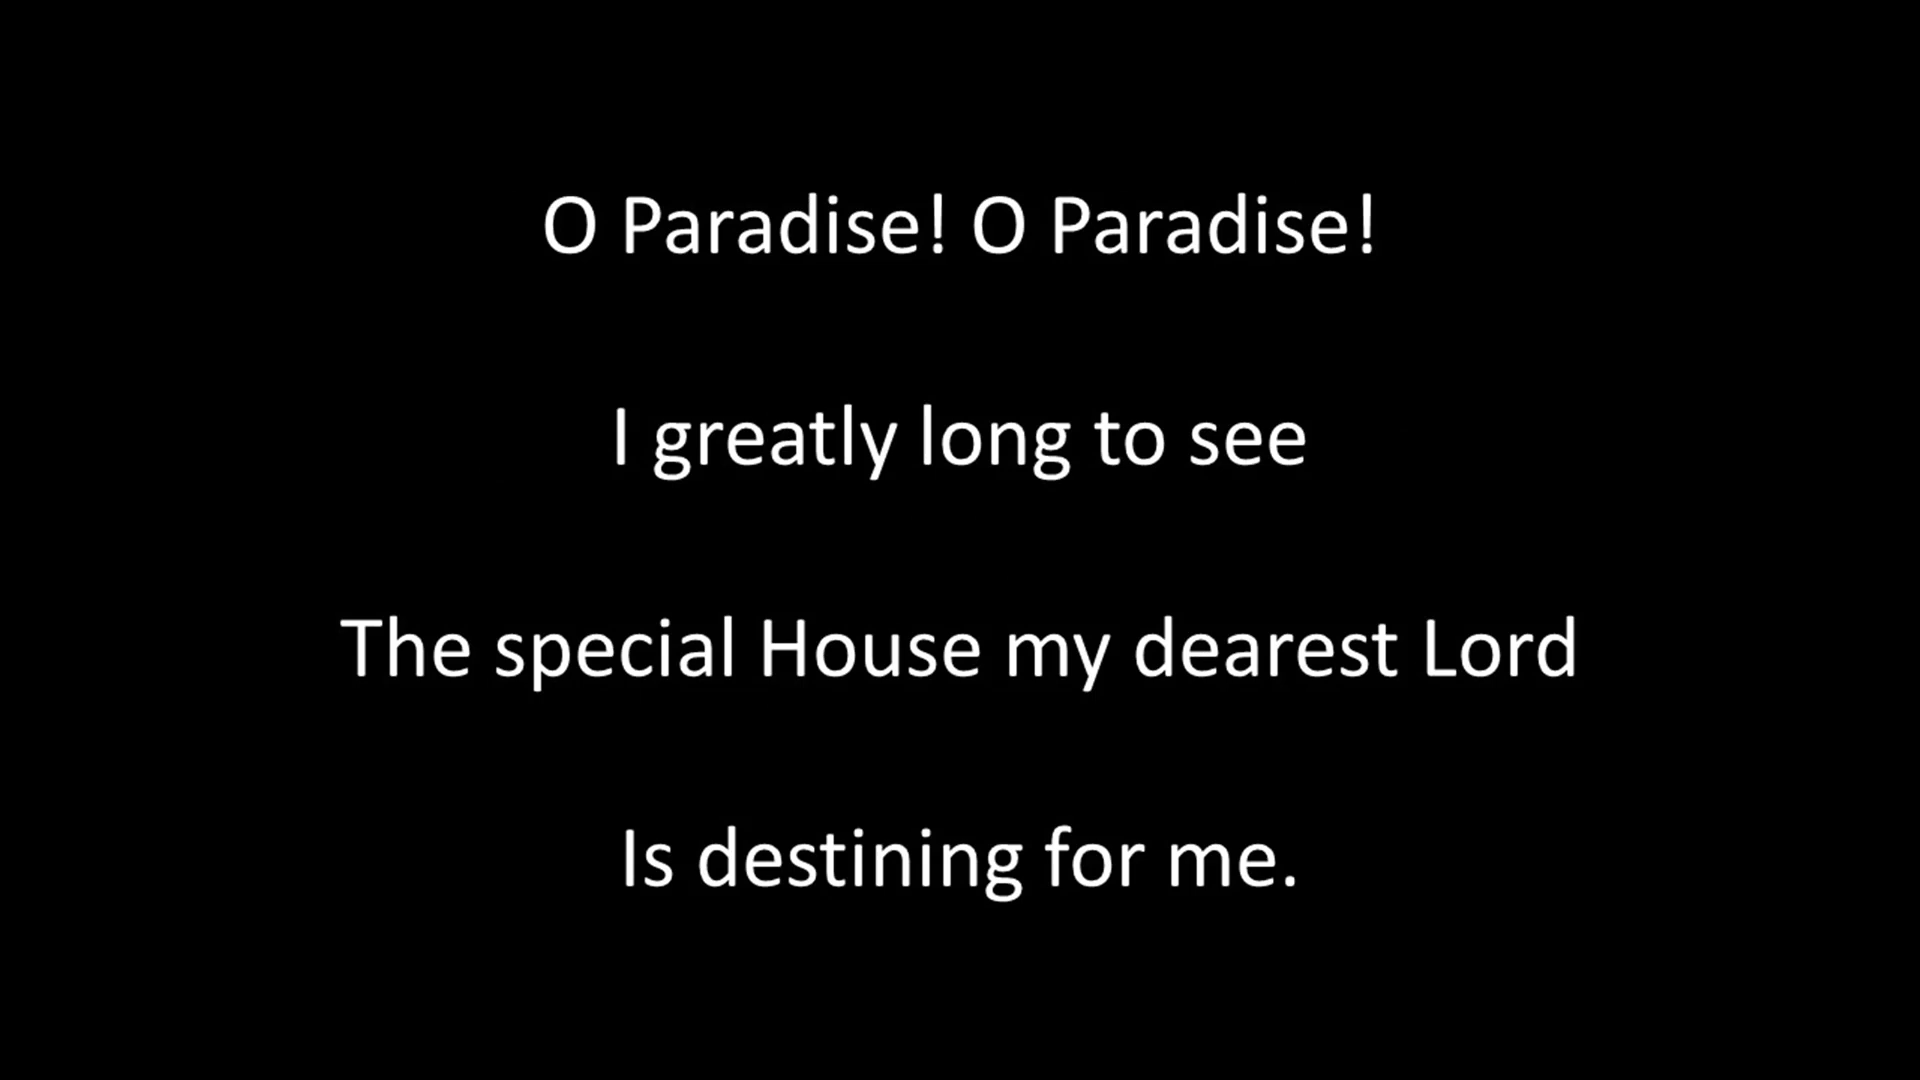 O Paradise! O Paradise!
I greatly long to see
The special House my dearest Lord
Is destining for me.